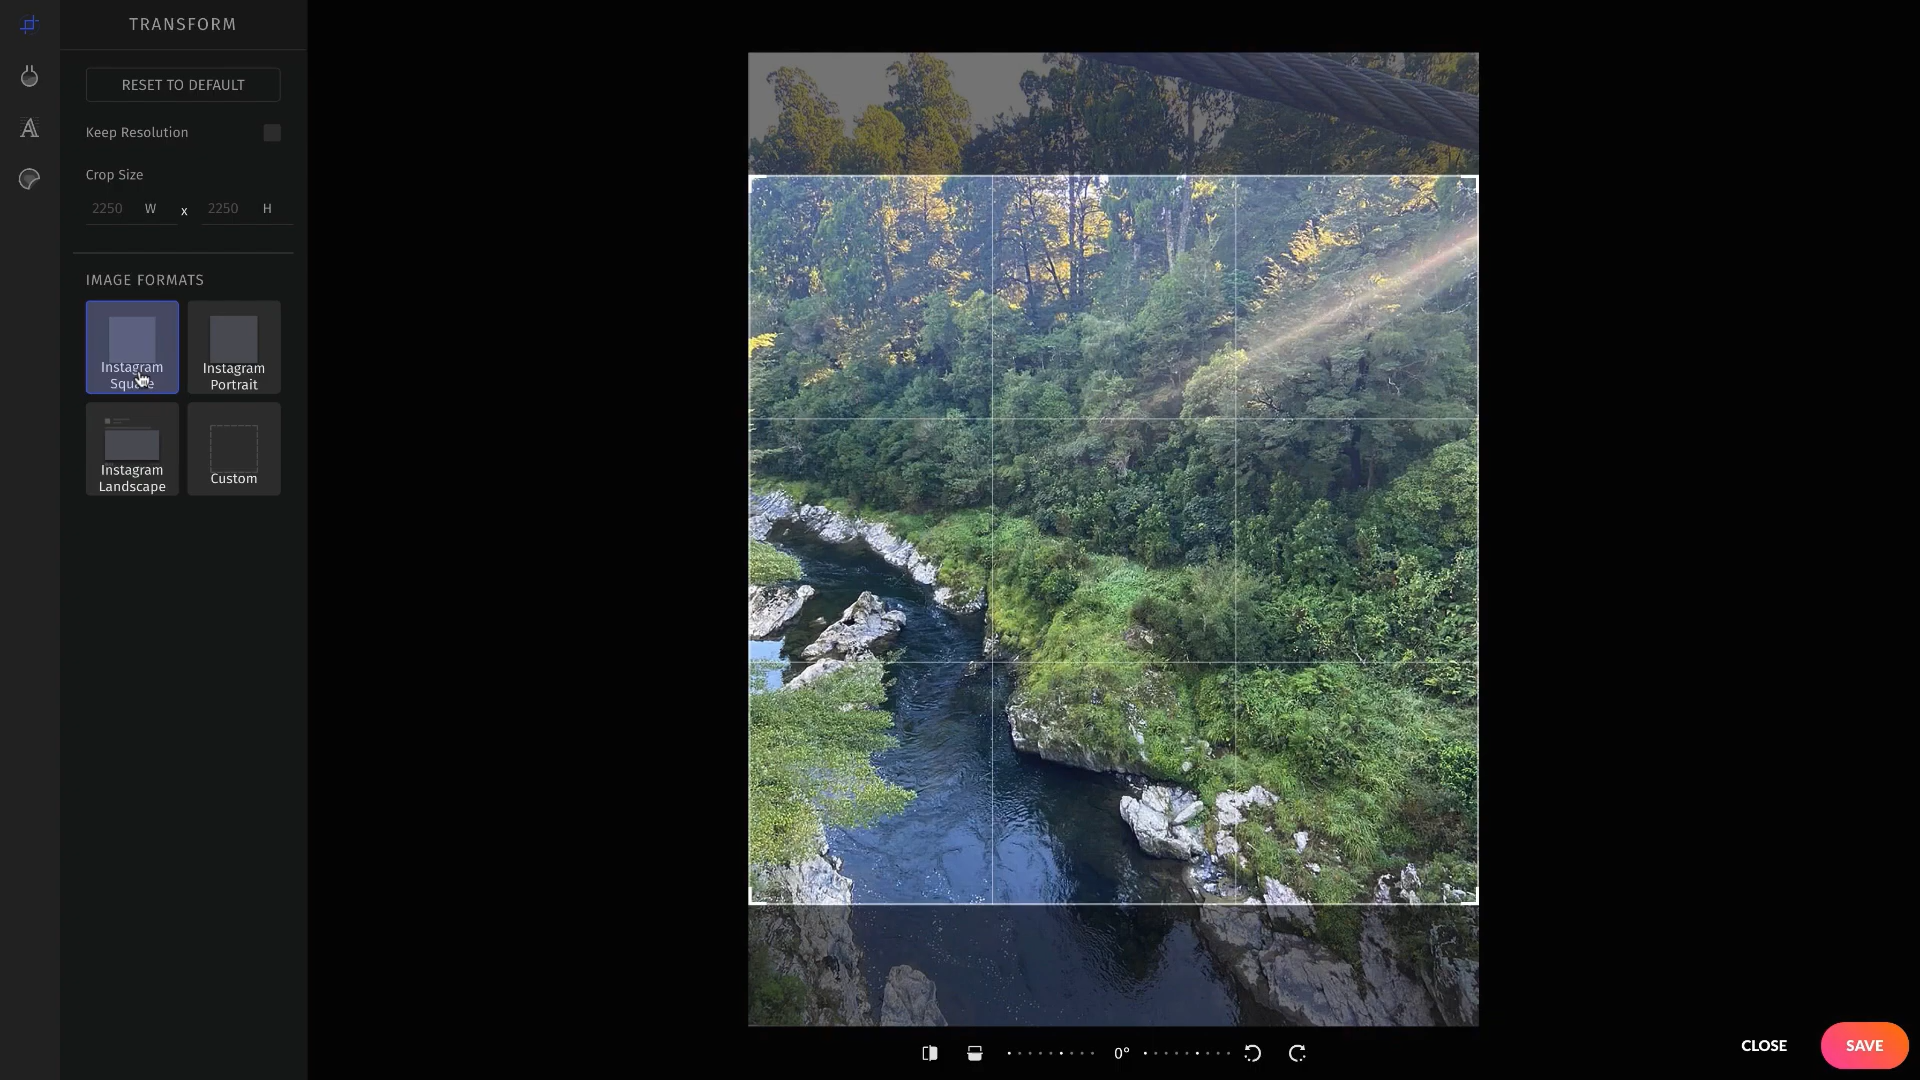 TRANSFORM
RESET TO DEFAULT
Keep Resolution
Crop Size
2250 W x 2250 H
IMAGE FORMATS
Instagram
Square
Instagram
Portrait
Instagram
Landscape
Custom
0°
CLOSE
SAVE